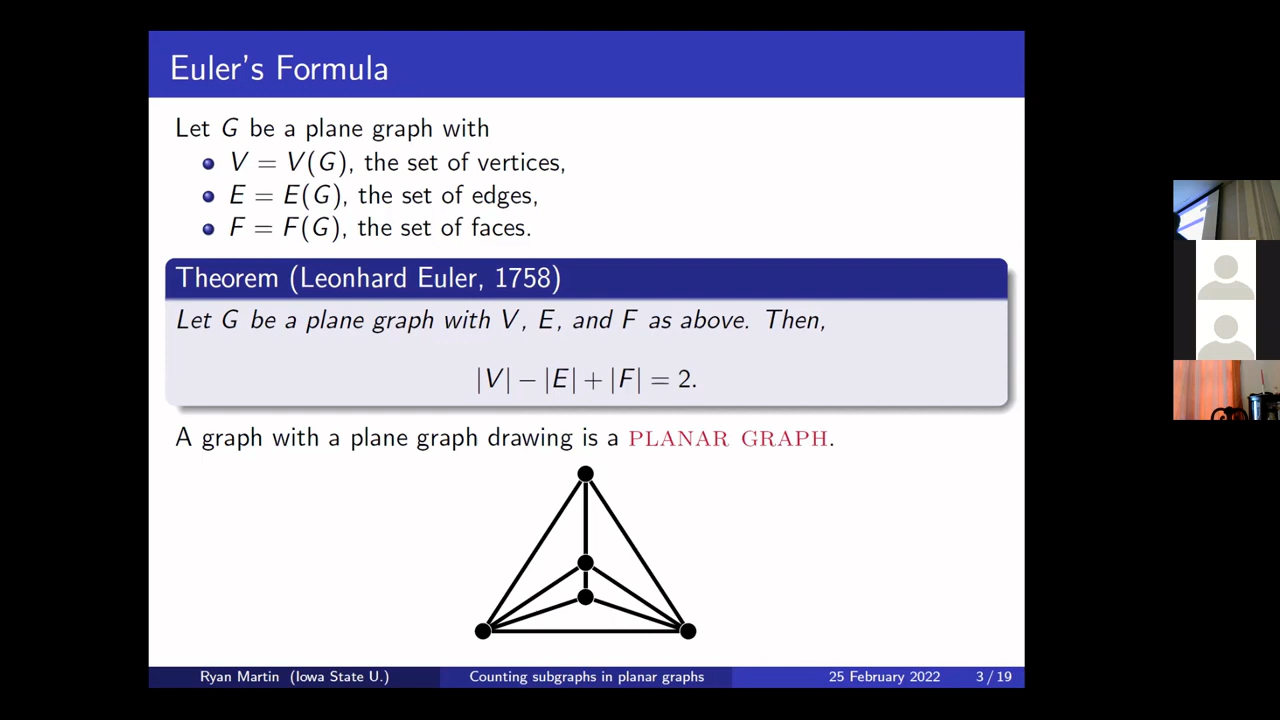 Euler's Formula
Let G be a plane graph with
V = V(G), the set of vertices,
E = E(G), the set of edges,
F = F(G), the set of faces.
Theorem (Leonhard Euler, 1758)
Let G be a plane graph with V, E, and F as above. Then,
|V| − |E| + |F| = 2.
A graph with a plane graph drawing is a PLANAR GRAPH.
Ryan Martin (Iowa State U.) Counting subgraphs in planar graphs 25 February 2022 3 / 19